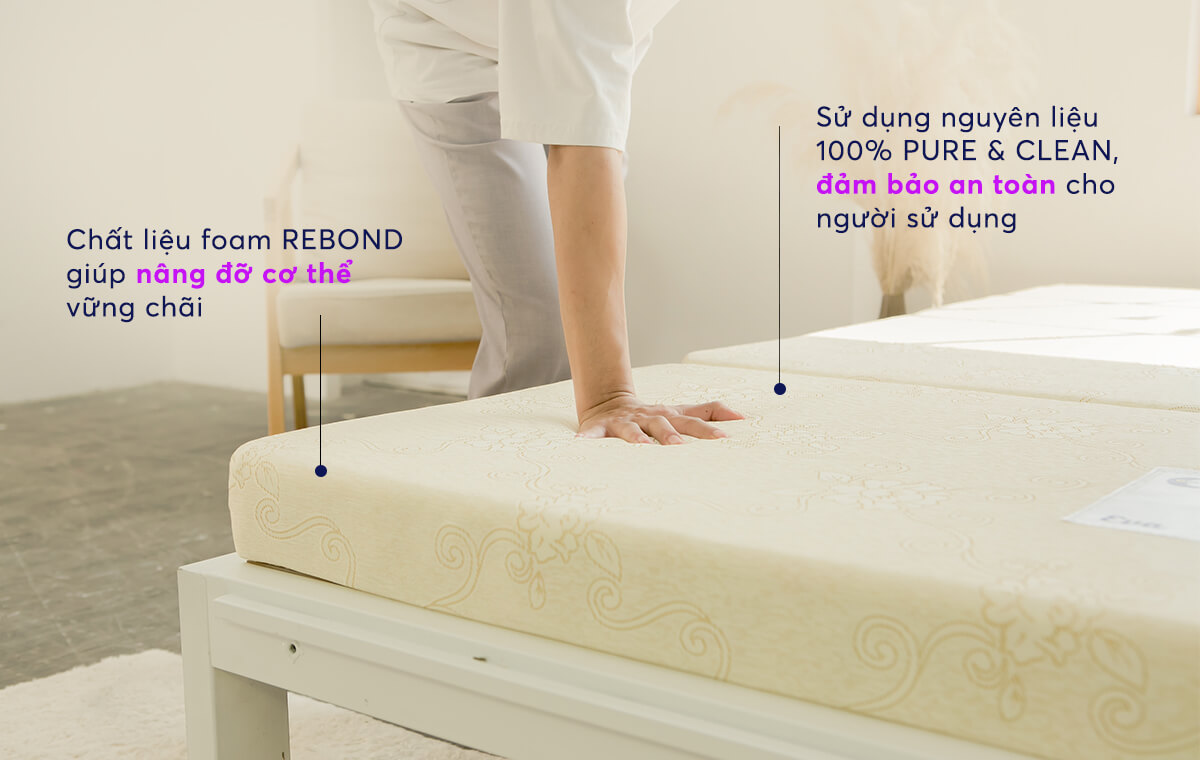 Chất liệu foam REBOND
giúp nâng đỡ cơ thể
vững chãi
Sử dụng nguyên liệu
100% PURE & CLEAN,
đảm bảo an toàn cho
người sử dụng